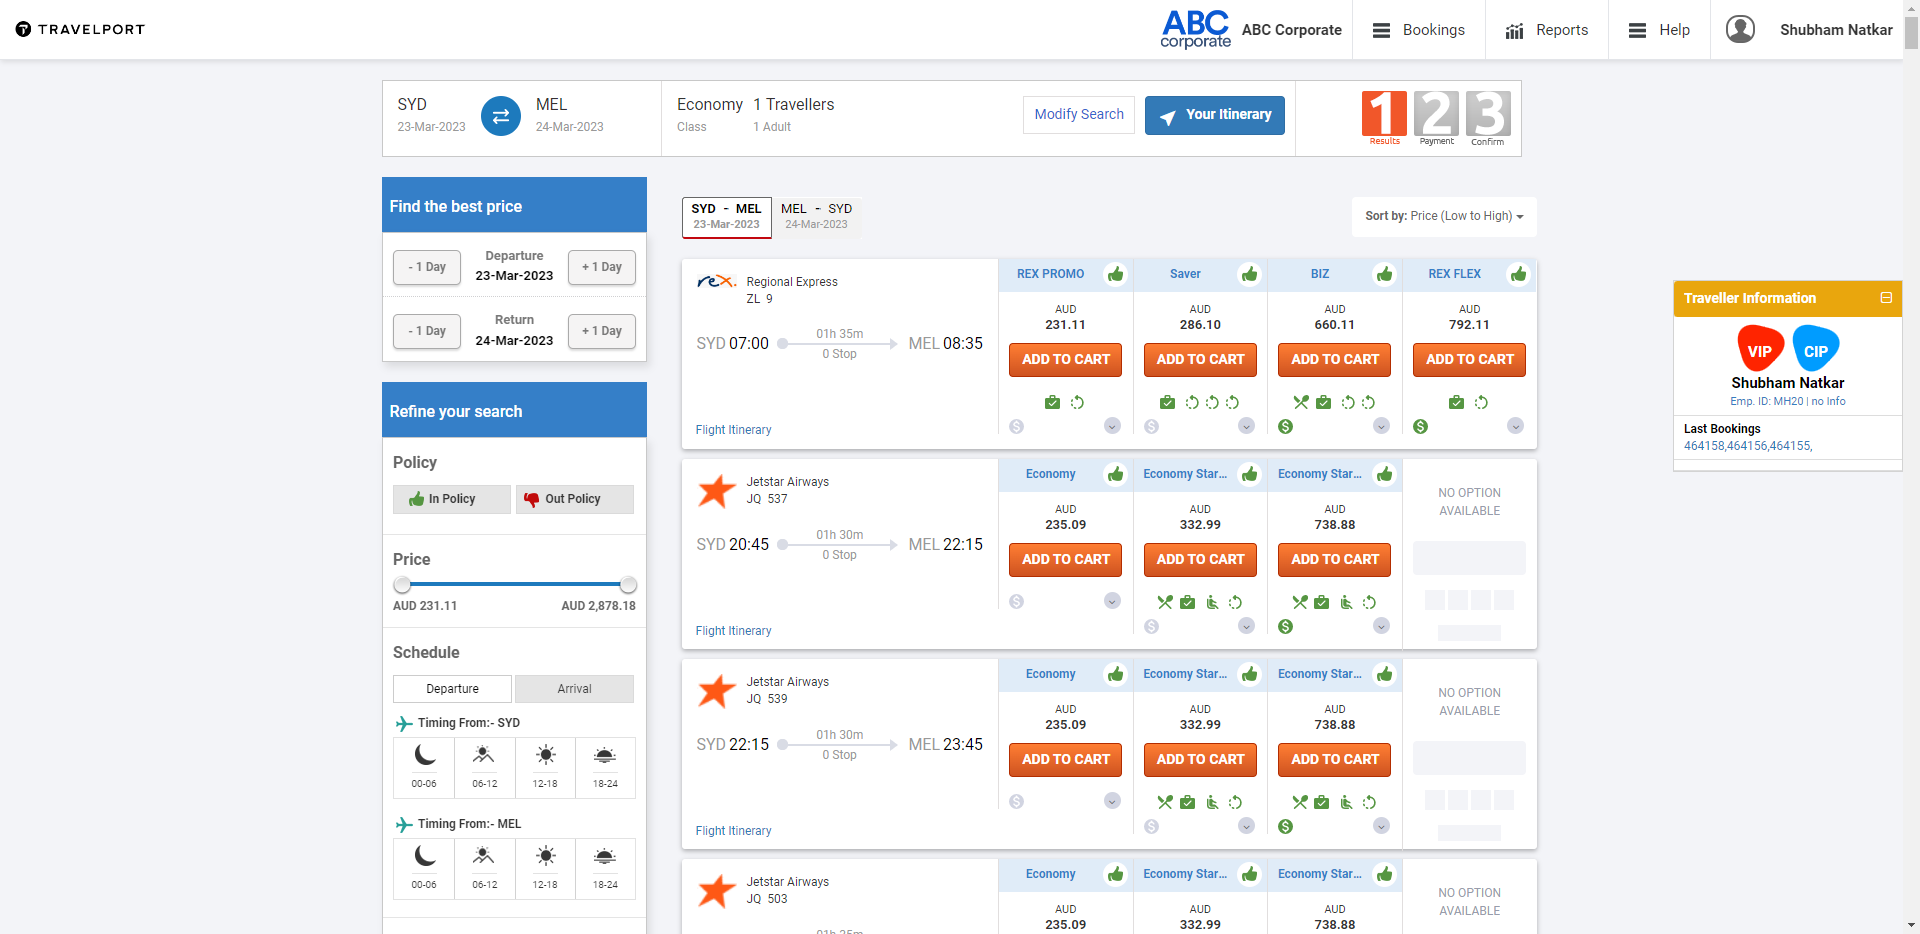 TRAVELPORT
ABC
corporate
ABC Corporate
Bookings
Reports
Help
Shubham Natkar
SYD
23-Mar-2023
MEL
24-Mar-2023
Economy
Class
1 Travellers
1 Adult
Modify Search
Your Itinerary
1 2 3
Results Payment Confirm
Find the best price
- 1 Day
Departure
23-Mar-2023
+ 1 Day
- 1 Day
Return
24-Mar-2023
+ 1 Day
Refine your search
Policy
In Policy
Out Policy
Price
AUD 231.11
AUD 2,878.18
Schedule
Departure
Arrival
Timing From:- SYD
00-06 06-12 12-18 18-24
Timing From:- MEL
00-06 06-12 12-18 18-24
SYD - MEL
23-Mar-2023
MEL - SYD
24-Mar-2023
Sort by: Price (Low to High)
rex.
Regional Express
ZL 9
SYD 07:00
01h 35m
0 Stop
MEL 08:35
Flight Itinerary
REX PROMO
AUD
231.11
ADD TO CART
$
Saver
AUD
286.10
ADD TO CART
$
BIZ
AUD
660.11
ADD TO CART
$
REX FLEX
AUD
792.11
ADD TO CART
$
Jetstar Airways
JQ 537
SYD 20:45
01h 30m
0 Stop
MEL 22:15
Flight Itinerary
Economy
AUD
235.09
ADD TO CART
$
Economy Star...
AUD
332.99
ADD TO CART
$
Economy Star...
AUD
738.88
ADD TO CART
$
NO OPTION
AVAILABLE
Jetstar Airways
JQ 539
SYD 22:15
01h 30m
0 Stop
MEL 23:45
Flight Itinerary
Economy
AUD
235.09
ADD TO CART
$
Economy Star...
AUD
332.99
ADD TO CART
$
Economy Star...
AUD
738.88
ADD TO CART
$
NO OPTION
AVAILABLE
Jetstar Airways
JQ 503
01h 35m
Economy
AUD
235.09
Economy Star...
AUD
332.99
Economy Star...
AUD
738.88
NO OPTION
AVAILABLE
Traveller Information
VIP CIP
Shubham Natkar
Emp. ID: MH20 | no Info
Last Bookings
464158,464156,464155,